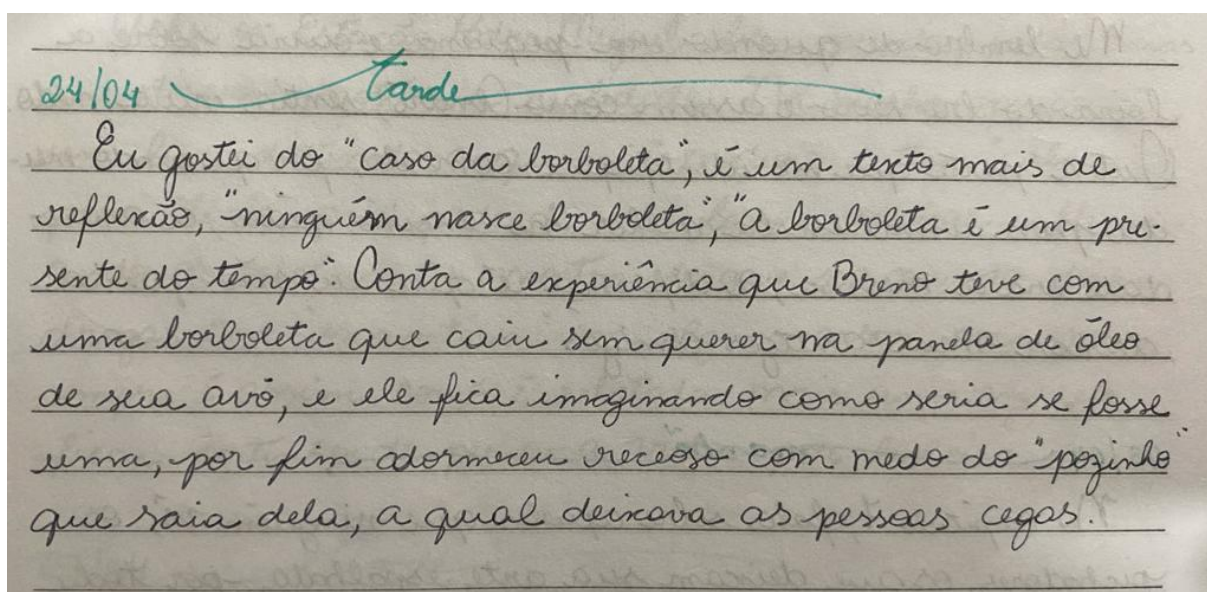 24/04 Tarde
Eu gostei do "caso da borboleta", é um texto mais de
reflexão, "ninguém nasce borboleta", "a borboleta é um pre-
sente do tempo". Conta a experiência que Breno teve com
uma borboleta que caiu sem querer na panela de óleo
de sua avó, e ele fica imaginando como seria se fosse
uma, por fim adormeceu receoso com medo do "pozinho"
que saia dela, a qual deixava as pessoas cegas.